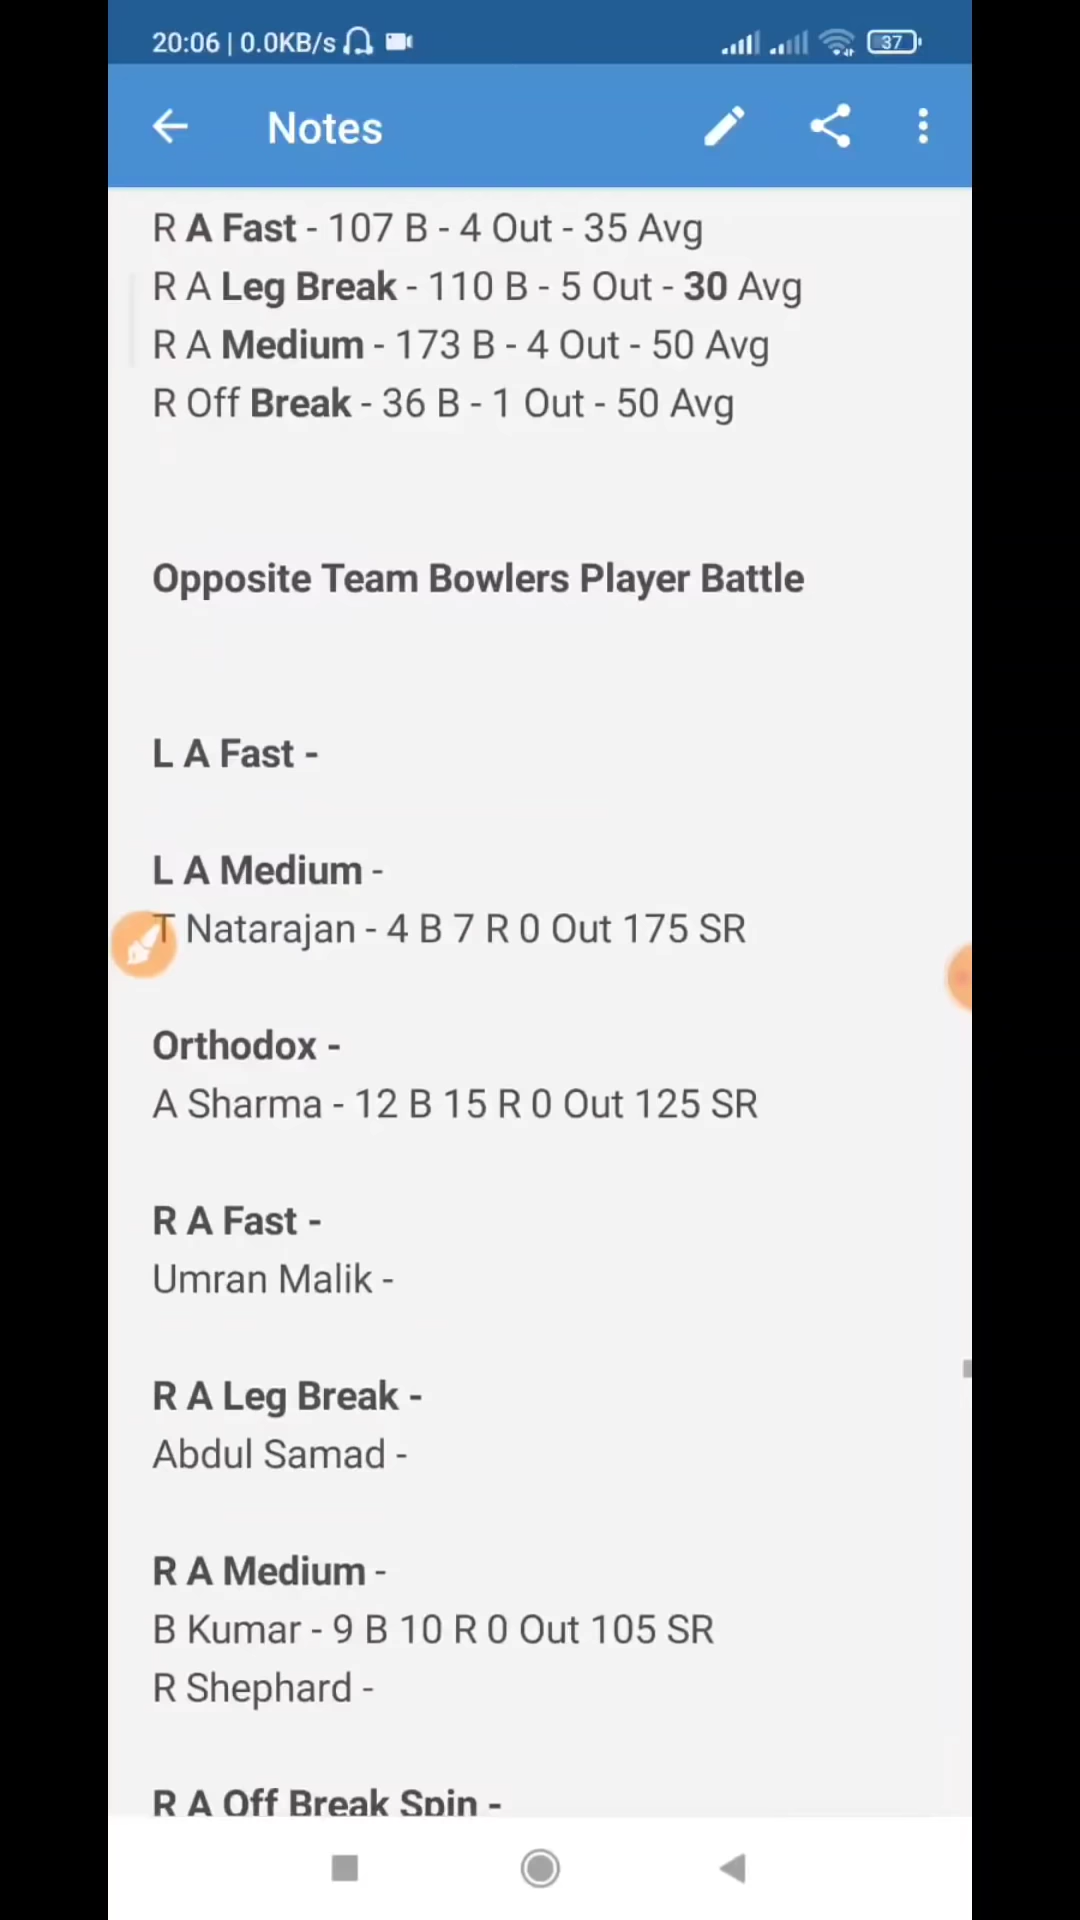 20:06 | 0.0KB/s 37
Notes
R A Fast - 107 B - 4 Out - 35 Avg
R A Leg Break - 110 B - 5 Out - 30 Avg
R A Medium - 173 B - 4 Out - 50 Avg
R Off Break - 36 B - 1 Out - 50 Avg
Opposite Team Bowlers Player Battle
L A Fast -
L A Medium -
T Natarajan - 4 B 7 R 0 Out 175 SR
Orthodox -
A Sharma - 12 B 15 R 0 Out 125 SR
R A Fast -
Umran Malik -
R A Leg Break -
Abdul Samad -
R A Medium -
B Kumar - 9 B 10 R 0 Out 105 SR
R Shephard -
R A Off Break Spin -